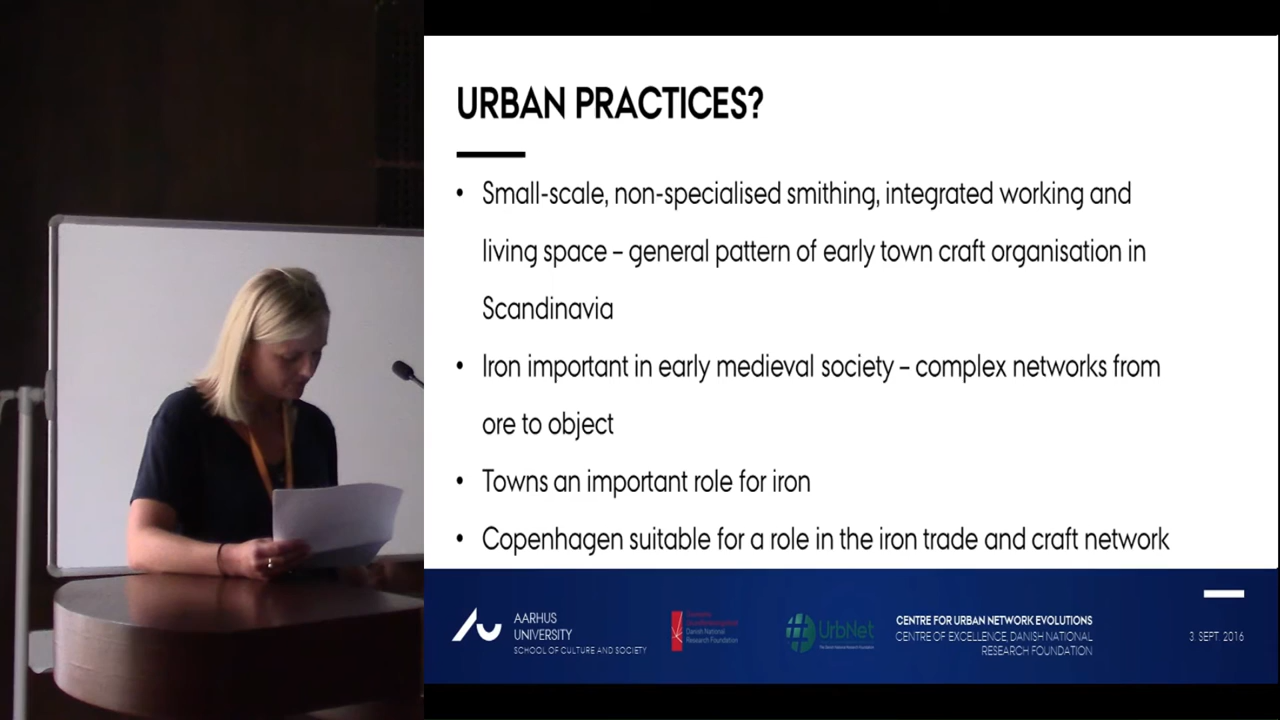 URBAN PRACTICES?
• Small-scale, non-specialised smithing, integrated working and
living space – general pattern of early town craft organisation in
Scandinavia
• Iron important in early medieval society – complex networks from
ore to object
• Towns an important role for iron
• Copenhagen suitable for a role in the iron trade and craft network
AARHUS
UNIVERSITY
SCHOOL OF CULTURE AND SOCIETY
Danish National
Research Foundation
UrbNet
CENTRE FOR URBAN NETWORK EVOLUTIONS
CENTRE OF EXCELLENCE, DANISH NATIONAL
RESEARCH FOUNDATION
3. SEPT. 2016